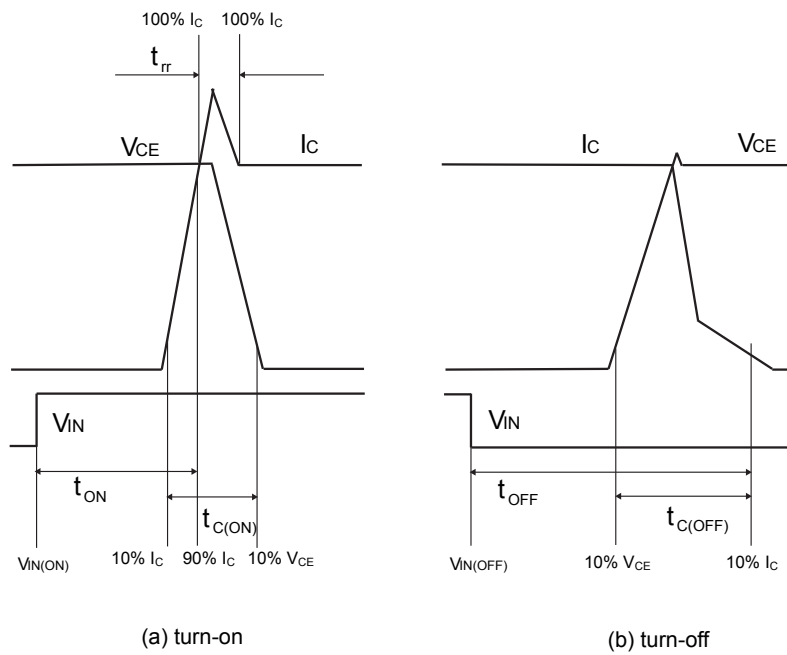 100% IC 100% IC
trr
VCE IC
IC VCE
VIN
VIN
tON
tOFF
tC(ON)
tC(OFF)
VIN(ON) 10% IC 90% IC 10% VCE
VIN(OFF) 10% VCE 10% IC
(a) turn-on
(b) turn-off